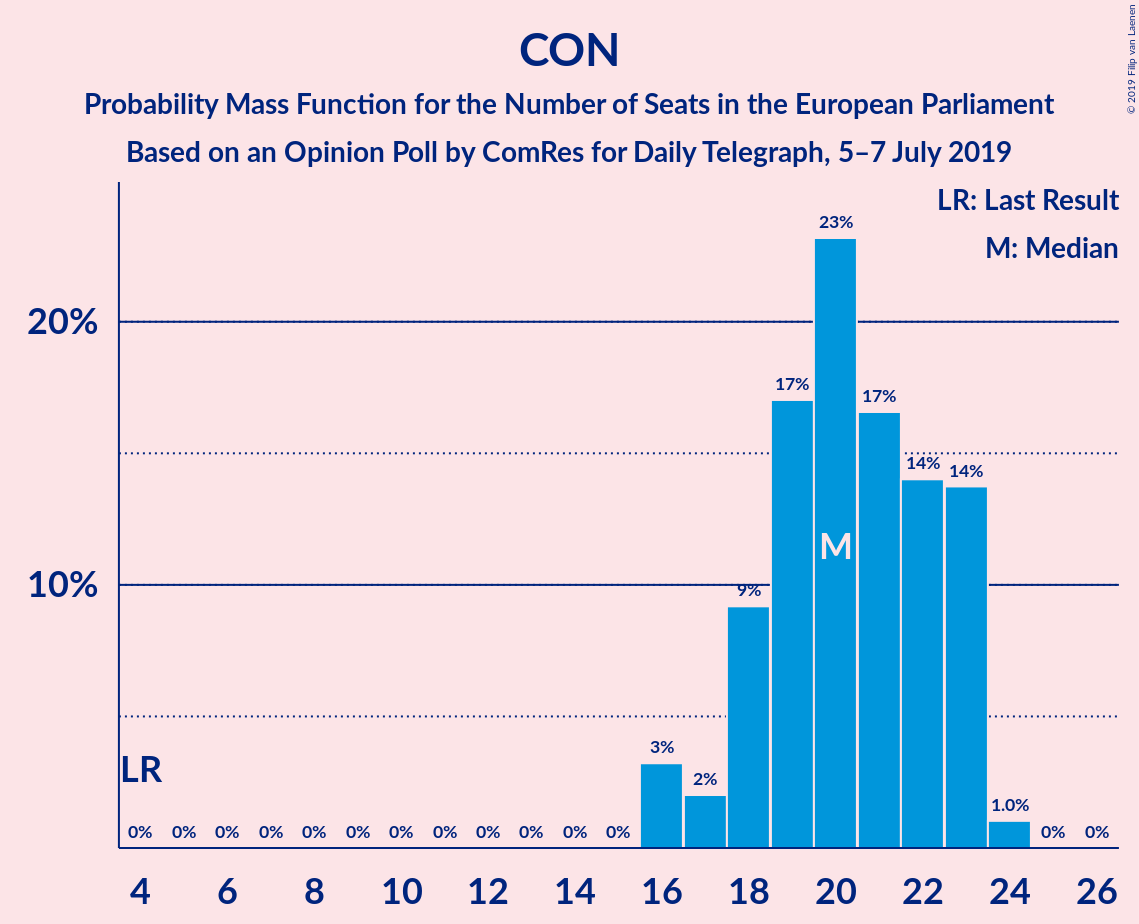 © 2019 Filip van Laenen
CON
Probability Mass Function for the Number of Seats in the European Parliament
Based on an Opinion Poll by ComRes for Daily Telegraph, 5–7 July 2019
LR: Last Result
M: Median
23%
20%
17%
17%
14%
14%
M
10%
9%
3%
LR
2%
1.0%
0% 0% 0% 0% 0% 0% 0% 0% 0% 0% 0% 0% 0% 0%
4 6 8 10 12 14 16 18 20 22 24 26